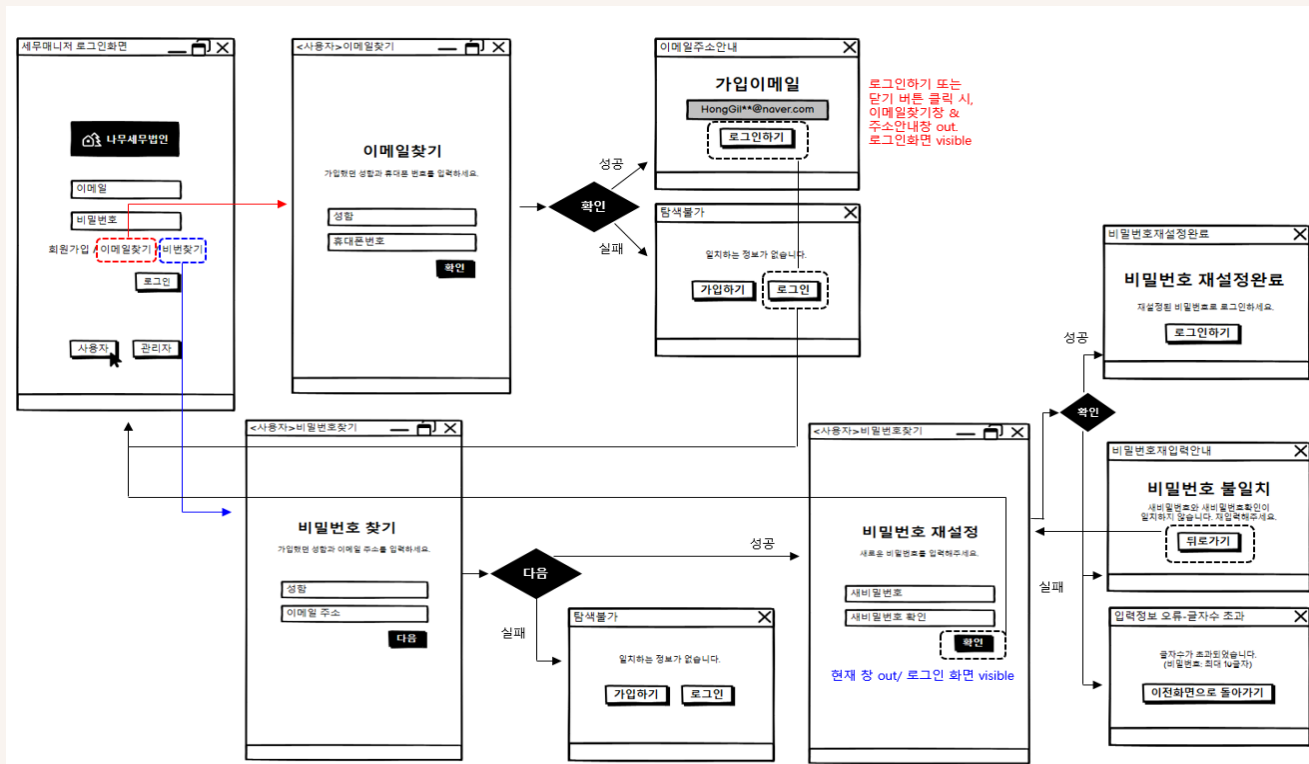 세무매니저 로그인화면
나무세무법인
이메일
비밀번호
회원가입 / 이메일찾기 / 비번찾기
로그인
사용자
관리자
<사용자>이메일찾기
이메일찾기
가입했던 성함과 휴대폰 번호를 입력하세요.
성함
휴대폰번호
확인
확인
성공
실패
이메일주소안내
가입이메일
HongGil**@naver.com
로그인하기
로그인하기 또는
닫기 버튼 클릭 시,
이메일찾기창 &
주소안내창 out.
로그인화면 visible
탐색불가
일치하는 정보가 없습니다.
가입하기
로그인
<사용자>비밀번호찾기
비밀번호 찾기
가입했던 성함과 이메일 주소를 입력하세요.
성함
이메일 주소
다음
다음
성공
실패
탐색불가
일치하는 정보가 없습니다.
가입하기
로그인
<사용자>비밀번호찾기
비밀번호 재설정
새로운 비밀번호를 입력해주세요.
새비밀번호
새비밀번호 확인
확인
현재 창 out/ 로그인 화면 visible
확인
성공
실패
비밀번호재설정완료
비밀번호 재설정완료
재설정된 비밀번호로 로그인하세요.
로그인하기
비밀번호재입력안내
비밀번호 불일치
새비밀번호와 새비밀번호확인이
일치하지 않습니다. 재입력해주세요.
뒤로가기
입력정보 오류-글자수 초과
글자수가 초과되었습니다.
(비밀번호: 최대 10글자)
이전화면으로 돌아가기